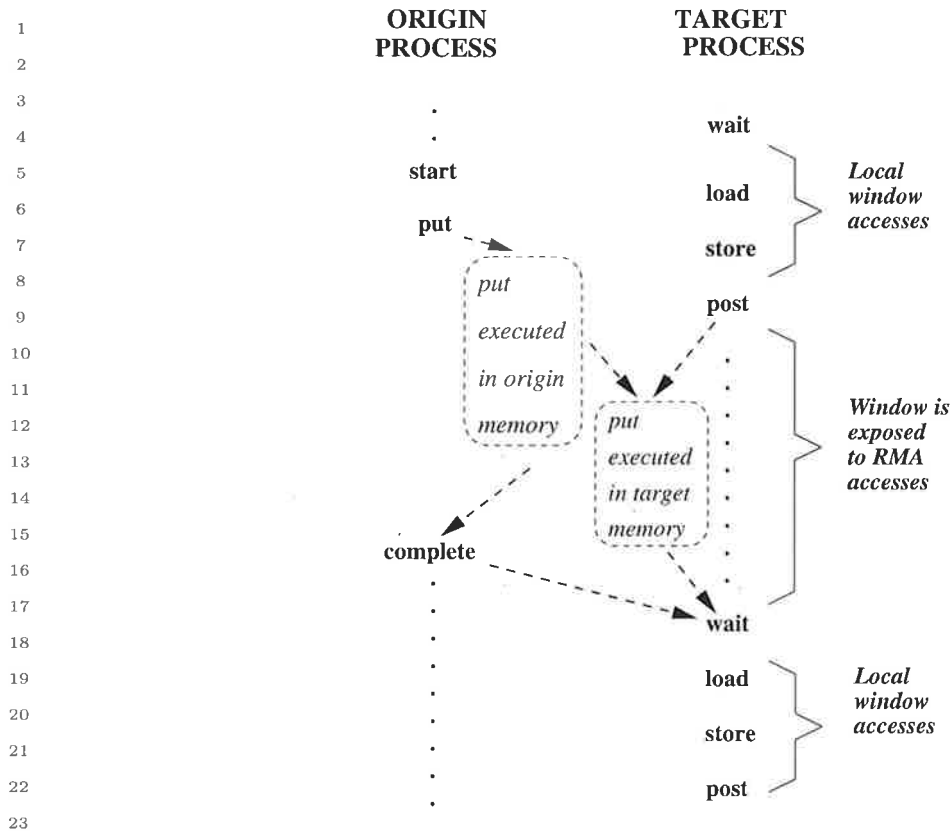 1
ORIGIN PROCESS
TARGET PROCESS
2
3
4
wait
5
start
Local
window
accesses
6
load
put
7
store
8
put
post
9
executed
10
in origin
11
memory
12
put
Window is
exposed
to RMA
accesses
13
executed
14
in target
15
memory
complete
16
17
wait
18
19
load
Local
window
accesses
20
store
21
22
post
23